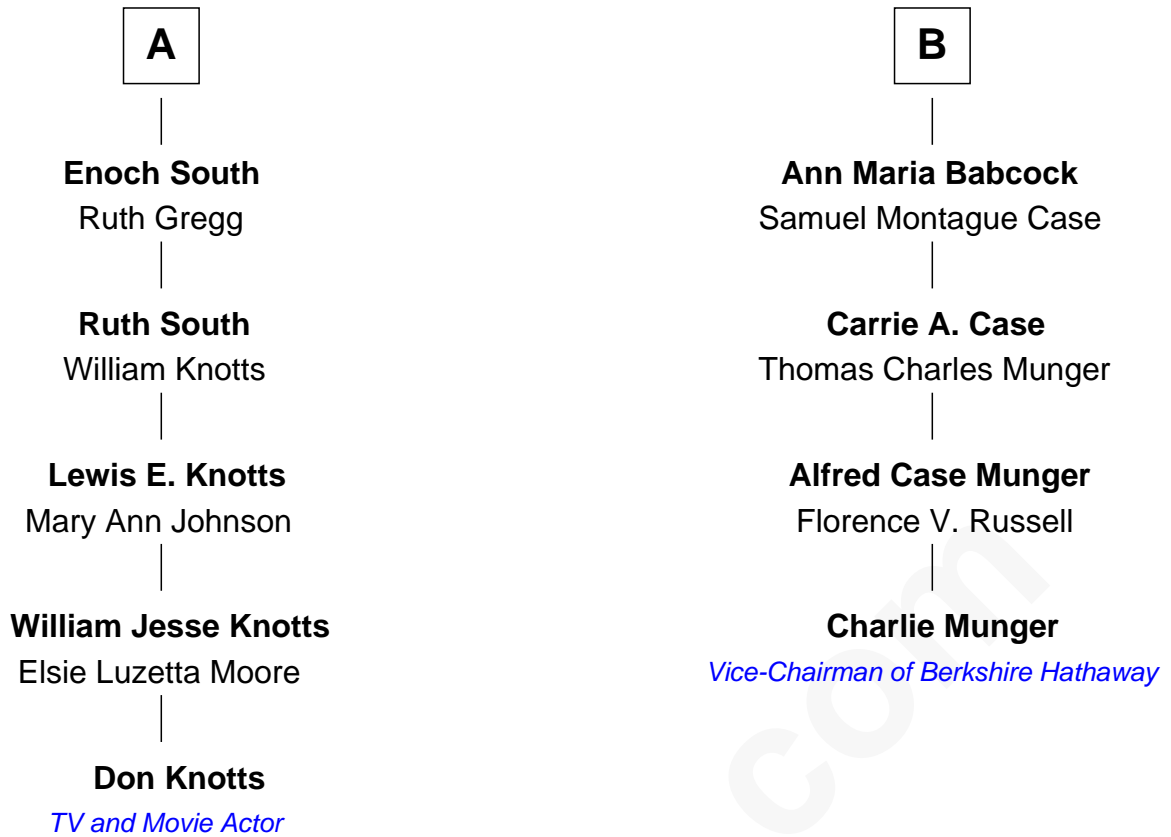 A
Enoch South
Ruth Gregg
Ruth South
William Knotts
Lewis E. Knotts
Mary Ann Johnson
William Jesse Knotts
Elsie Luzetta Moore
Don Knotts
TV and Movie Actor
B
Ann Maria Babcock
Samuel Montague Case
Carrie A. Case
Thomas Charles Munger
Alfred Case Munger
Florence V. Russell
Charlie Munger
Vice-Chairman of Berkshire Hathaway
com